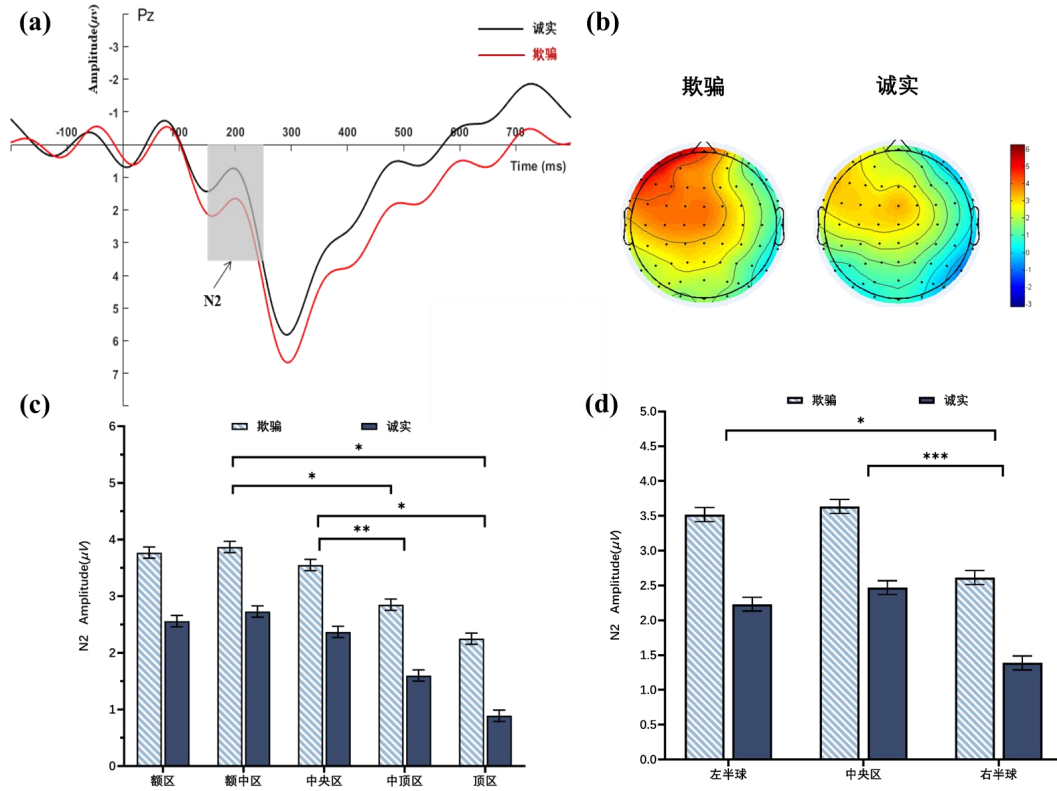 (a)
Pz
Amplitude(μv)
诚实
欺骗
-3
-2
-1
1
2
3
4
5
6
7
-100
100
200
300
400
500
600
700
Time (ms)
N2
(b)
欺骗
诚实
6
5
4
3
2
1
0
-1
-2
-3
(c)
欺骗
诚实
N2 Amplitude(μV)
6
5
4
3
2
1
0
*
*
*
**
额区
额中区
中央区
中顶区
顶区
(d)
欺骗
诚实
N2 Amplitude(μV)
5.0
4.5
4.0
3.5
3.0
2.5
2.0
1.5
1.0
0.5
0.0
*
***
左半球
中央区
右半球